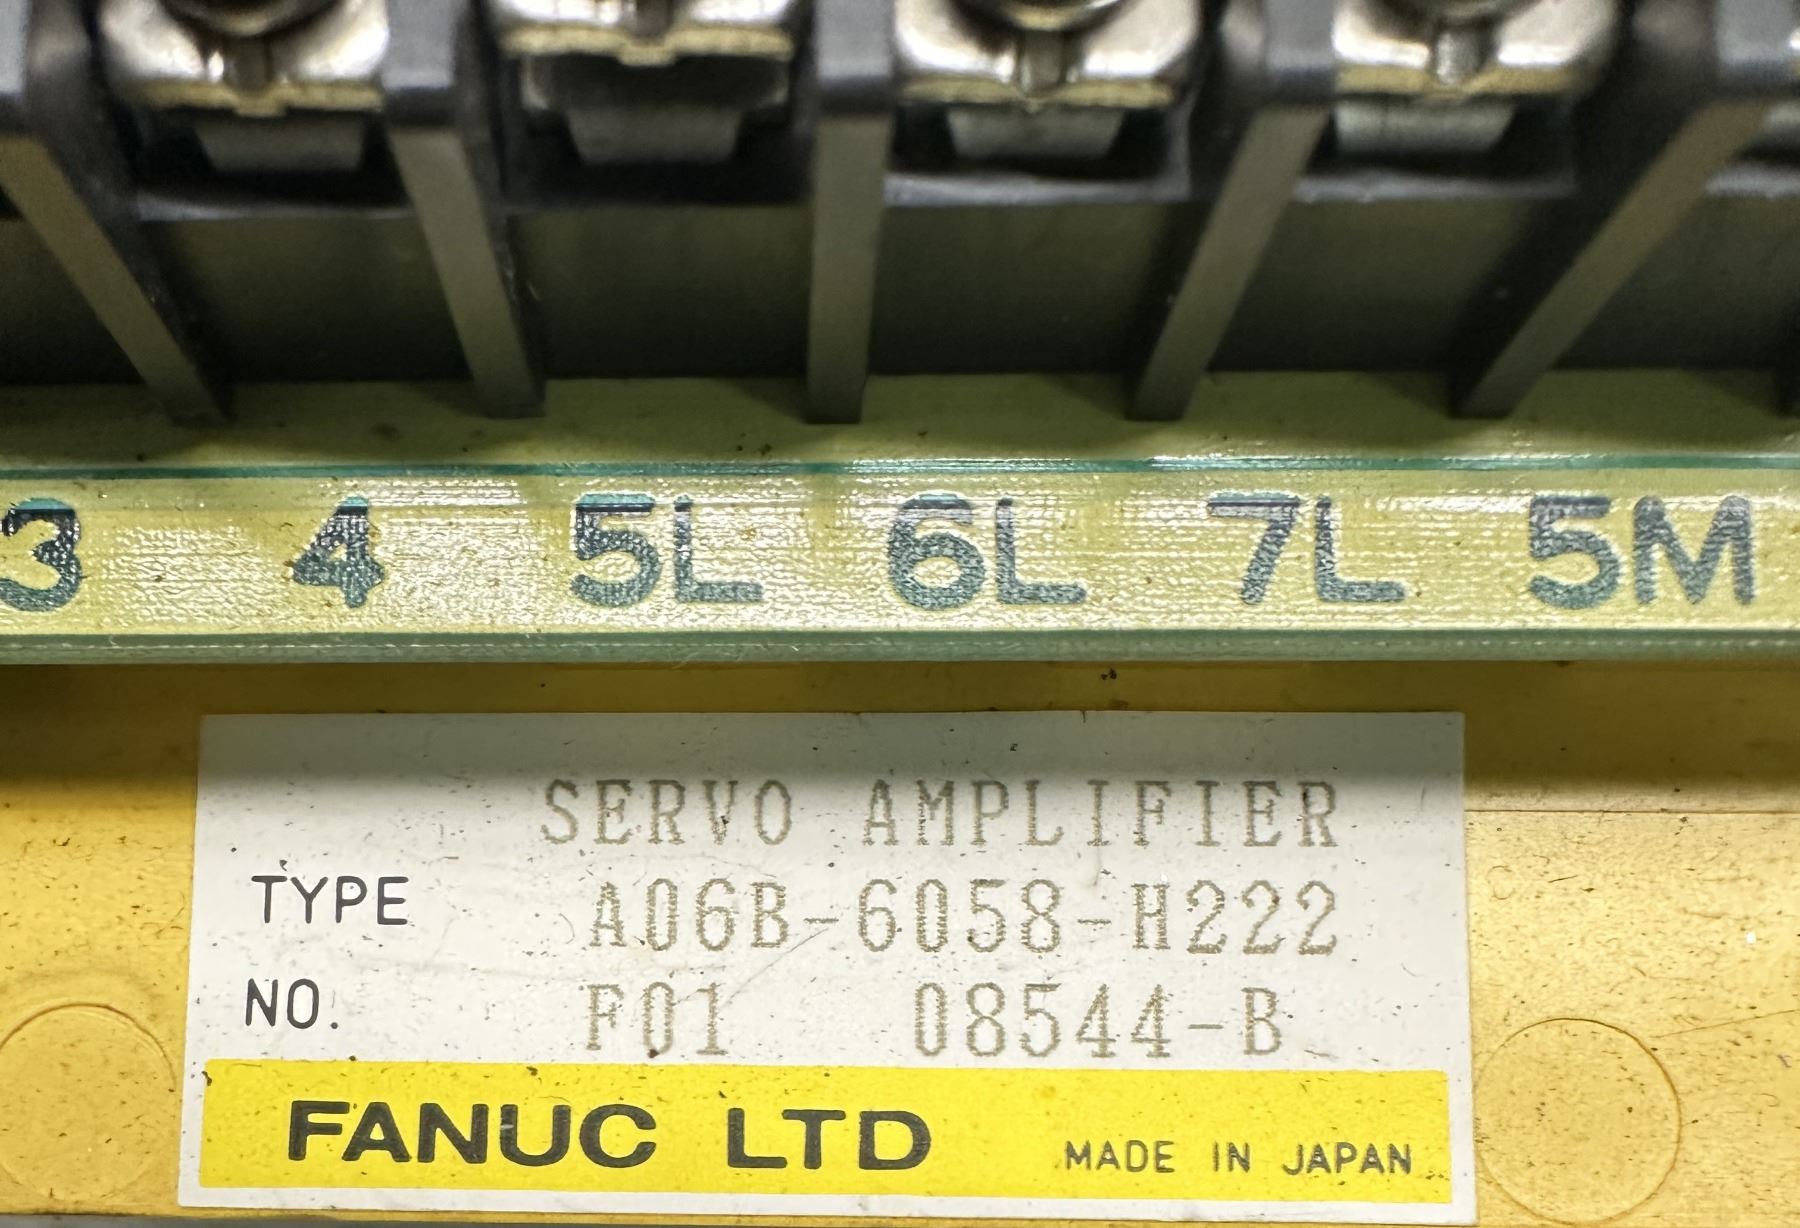 3 4 5L 6L 7L 5M
SERVO AMPLIFIER
TYPE A06B-6058-H222
NO. F01 08544-B
FANUC LTD MADE IN JAPAN